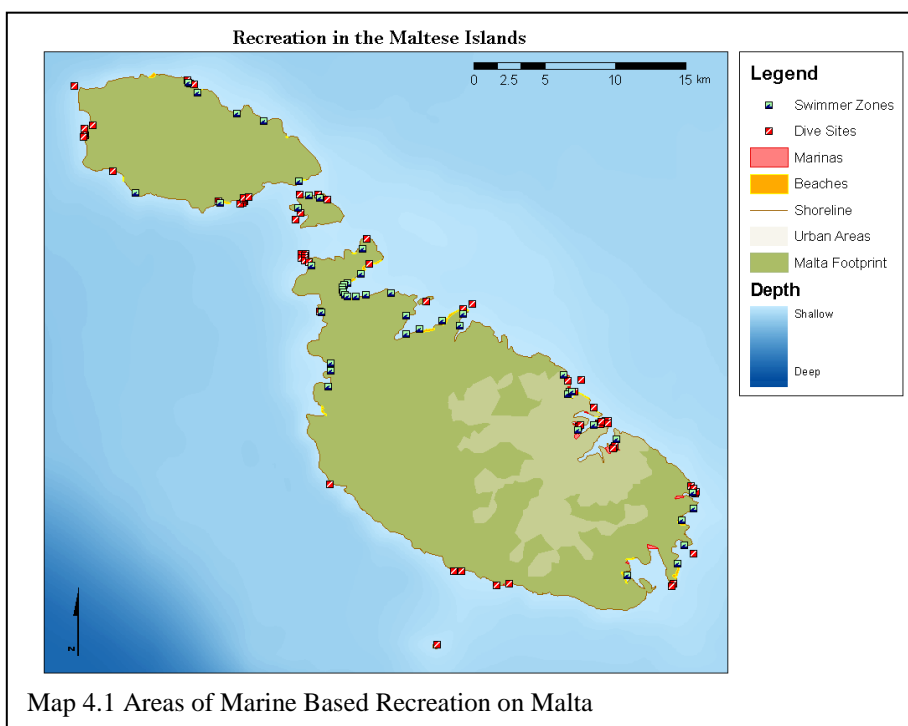 Recreation in the Maltese Islands
0 2.5 5 10 15 km
Legend
Swimmer Zones
Dive Sites
Marinas
Beaches
Shoreline
Urban Areas
Malta Footprint
Depth
Shallow
Deep
N
Map 4.1 Areas of Marine Based Recreation on Malta